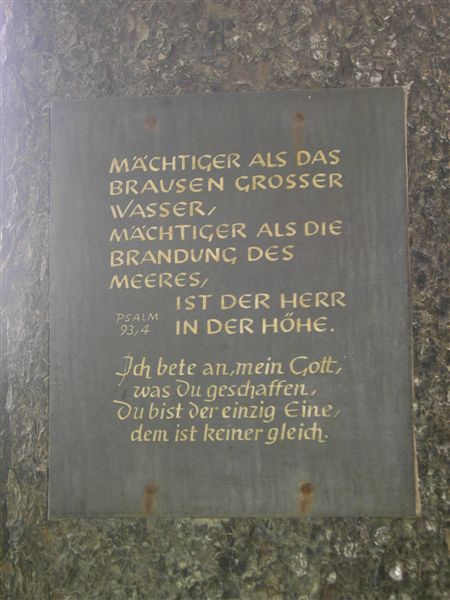 MÄCHTIGER ALS DAS
BRAUSEN GROSSER
WASSER,
MÄCHTIGER ALS DIE
BRANDUNG DES
MEERES,
IST DER HERR
IN DER HÖHE.
PSALM
93,4
Ich bete an, mein Gott,
was Du geschaffen,
Du bist der einzig Eine,
dem ist keiner gleich.